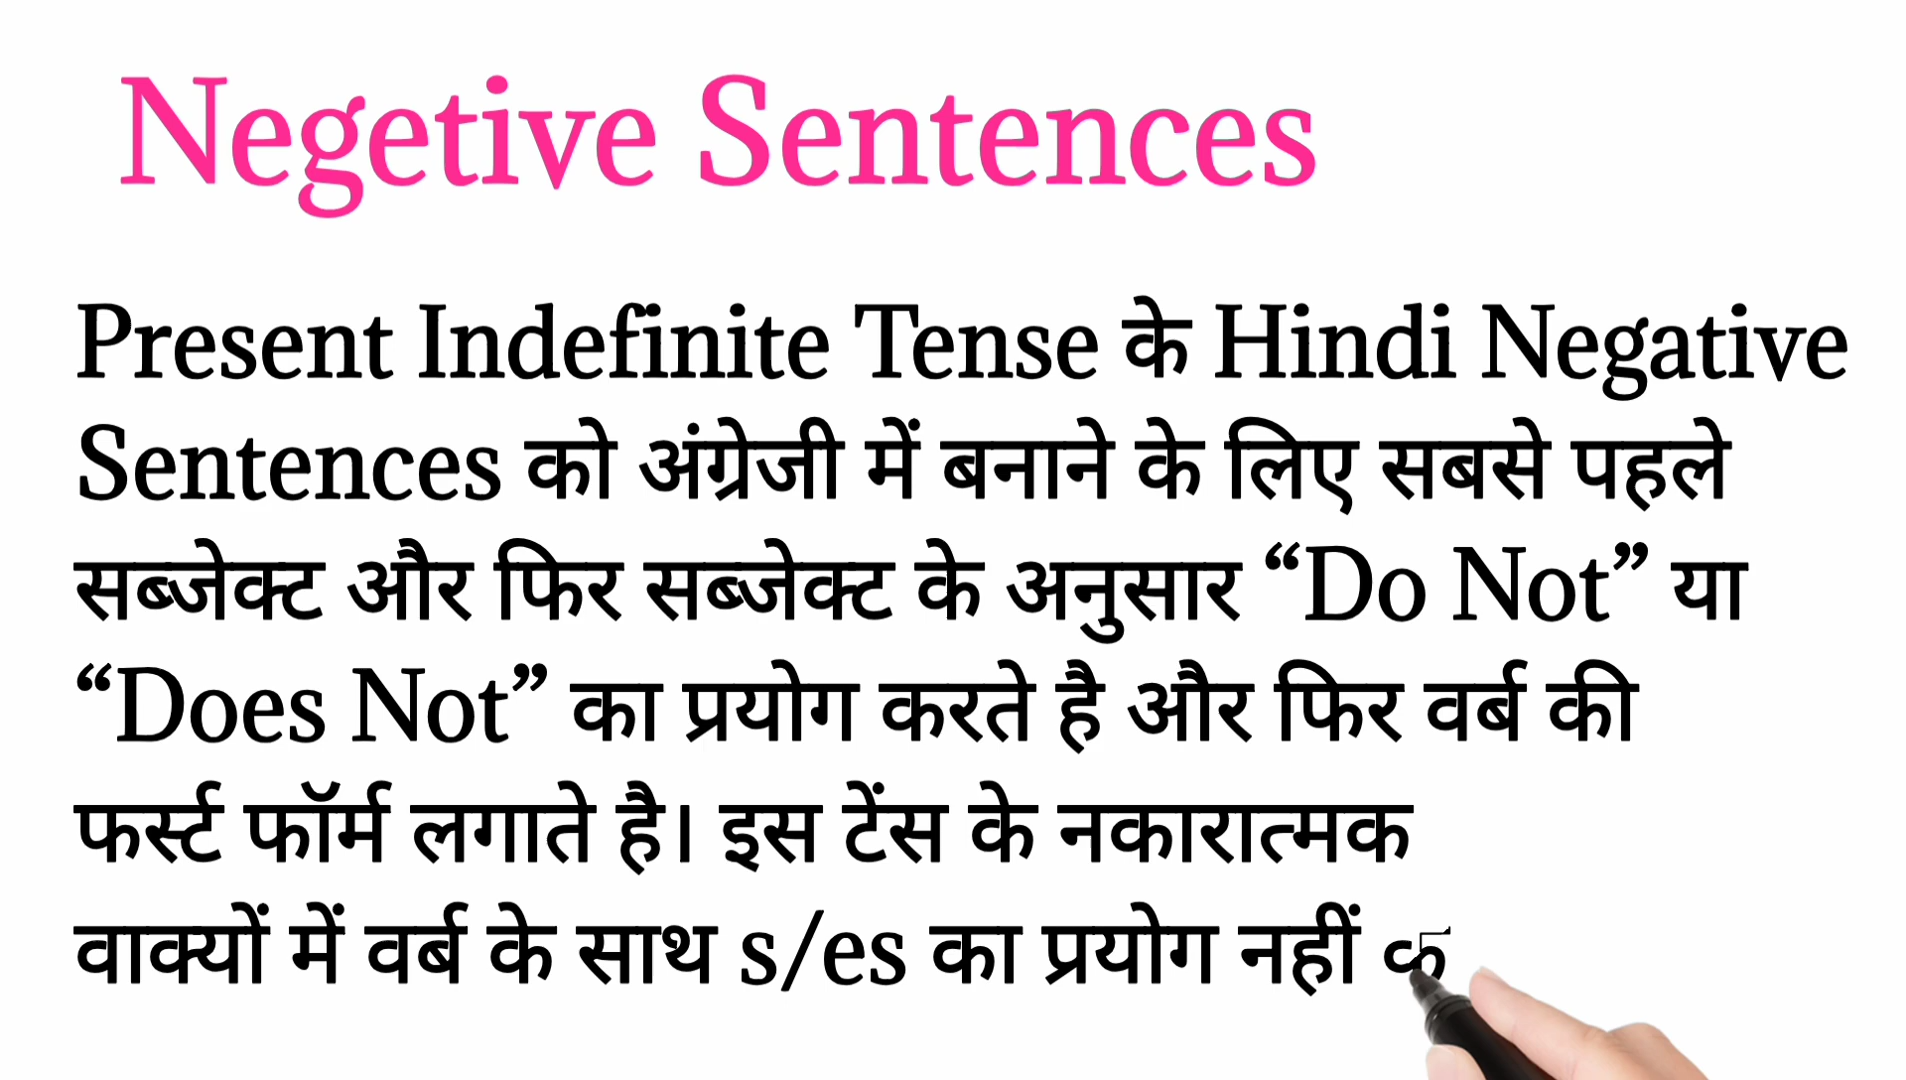 Negetive Sentences
Present Indefinite Tense के Hindi Negative
Sentences को अंग्रेजी में बनाने के लिए सबसे पहले
सब्जेक्ट और फिर सब्जेक्ट के अनुसार “Do Not” या
“Does Not” का प्रयोग करते है और फिर वर्ब की
फर्स्ट फॉर्म लगाते है। इस टेंस के नकारात्मक
वाक्यों में वर्ब के साथ s/es का प्रयोग नहीं